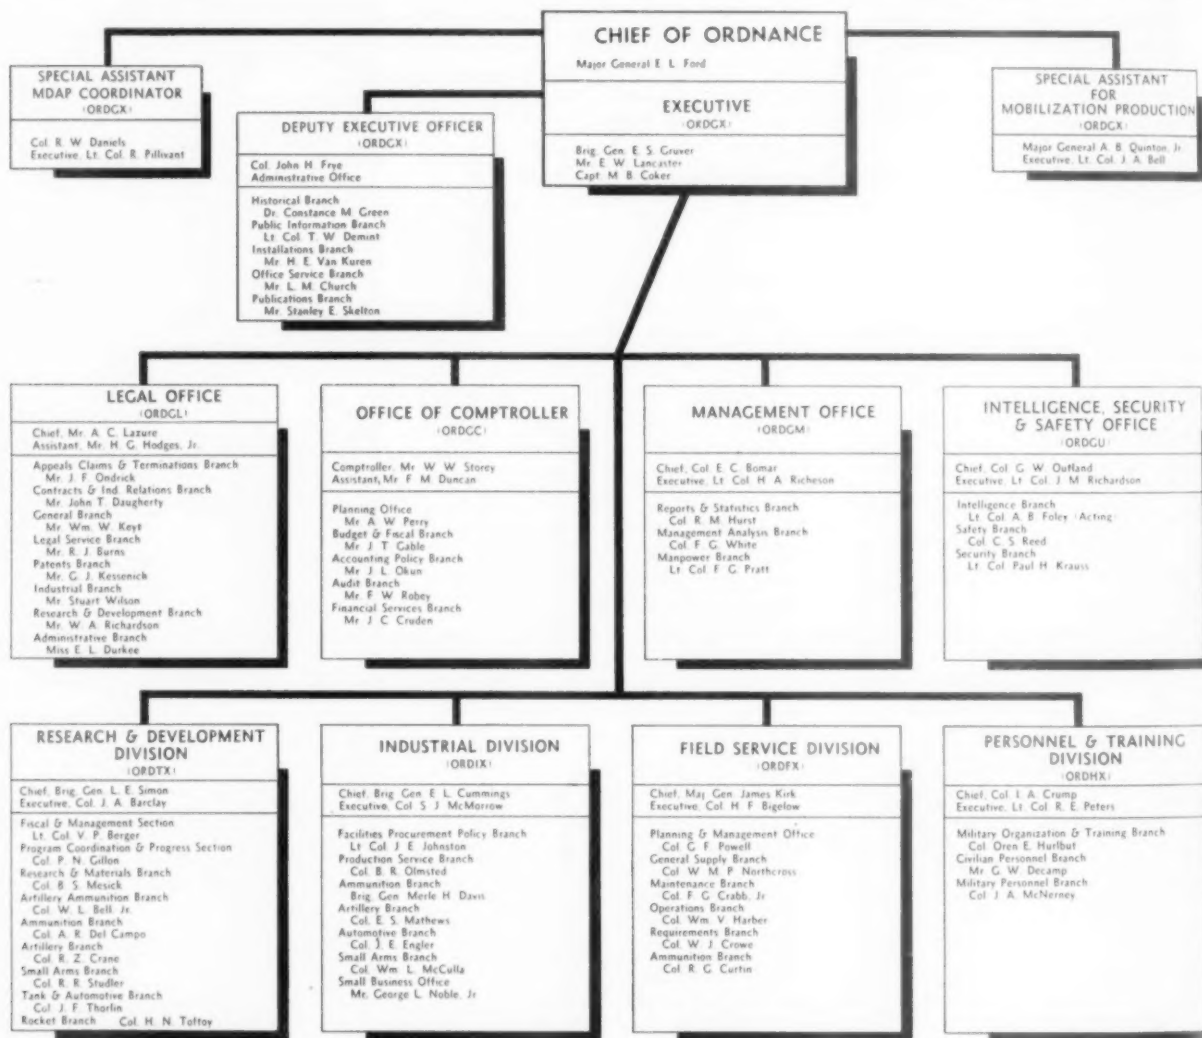 CHIEF OF ORDNANCE
Major General E. L. Ford
EXECUTIVE
(ORDGX)
Brig. Gen. E. S. Gruver
Mr. E. W. Lancaster
Capt. M. B. Coker
SPECIAL ASSISTANT
MDAP COORDINATOR
(ORDGX)
Col. R. W. Daniels
Executive, Lt. Col. R. Pillivant
DEPUTY EXECUTIVE OFFICER
(ORDGX)
Col. John H. Frye
Administrative Office
Historical Branch
Dr. Constance M. Green
Public Information Branch
Lt. Col. T. W. Demint
Installations Branch
Mr. H. E. Van Kuren
Office Service Branch
Mr. L. M. Church
Publications Branch
Mr. Stanley E. Skelton
SPECIAL ASSISTANT
FOR
MOBILIZATION PRODUCTION
(ORDGX)
Major General A. B. Quinton, Jr.
Executive, Lt. Col. J. A. Bell
LEGAL OFFICE
(ORDGL)
Chief, Mr. A. C. Lazure
Assistant, Mr. H. G. Hodges, Jr.
Appeals Claims & Terminations Branch
Mr. J. F. Ondrick
Contracts & Ind. Relations Branch
Mr. John T. Daugherty
General Branch
Mr. Wm. W. Keyt
Legal Service Branch
Mr. R. J. Burns
Patents Branch
Mr. G. J. Kessenick
Industrial Branch
Mr. Stuart Wilson
Research & Development Branch
Mr. W. A. Richardson
Administrative Branch
Miss E. L. Durkee
OFFICE OF COMPTROLLER
(ORDGC)
Comptroller, Mr. W. W. Storey
Assistant, Mr. F. M. Duncan
Planning Office
Mr. A. W. Perry
Budget & Fiscal Branch
Mr. J. T. Gable
Accounting Policy Branch
Mr. J. L. Okun
Audit Branch
Mr. F. W. Robey
Financial Services Branch
Mr. J. C. Cruden
MANAGEMENT OFFICE
(ORDGM)
Chief, Col. E. C. Bomar
Executive, Lt. Col. H. A. Richeson
Reports & Statistics Branch
Col. R. M. Hurst
Management Analysis Branch
Col. F. G. White
Manpower Branch
Lt. Col. F. G. Pratt
INTELLIGENCE, SECURITY
& SAFETY OFFICE
(ORDGU)
Chief, Col. G. W. Outland
Executive, Lt. Col. J. M. Richardson
Intelligence Branch
Lt. Col. A. B. Foley (Acting)
Safety Branch
Col. C. S. Reed
Security Branch
Lt. Col. Paul H. Krauss
RESEARCH & DEVELOPMENT
DIVISION
(ORDTX)
Chief, Brig. Gen. L. E. Simon
Executive, Col. J. A. Barclay
Fiscal & Management Section
Lt. Col. V. P. Berger
Program Coordination & Progress Section
Col. P. N. Gillon
Research & Materials Branch
Col. B. S. Mesick
Artillery Ammunition Branch
Col. W. L. Bell, Jr.
Ammunition Branch
Col. A. R. Del Campo
Artillery Branch
Col. R. Z. Crane
Small Arms Branch
Col. R. R. Studler
Tank & Automotive Branch
Col. J. F. Thorlin
Rocket Branch Col. H. N. Toftoy
INDUSTRIAL DIVISION
(ORDIX)
Chief, Brig. Gen. E. L. Cummings
Executive, Col. S. J. McMorrow
Facilities Procurement Policy Branch
Lt. Col. J. E. Johnston
Production Service Branch
Col. B. R. Olmsted
Ammunition Branch
Brig. Gen. Merle H. Davis
Artillery Branch
Col. E. S. Mathews
Automotive Branch
Col. J. E. Engler
Small Arms Branch
Col. Wm. L. McCulla
Small Business Office
Mr. George L. Noble, Jr.
FIELD SERVICE DIVISION
(ORDFX)
Chief, Maj. Gen. James Kirk
Executive, Col. H. F. Bigelow
Planning & Management Office
Col. G. F. Powell
General Supply Branch
Col. W. M. P. Northcross
Maintenance Branch
Col. F. G. Crabb, Jr.
Operations Branch
Col. Wm. V. Harber
Requirements Branch
Col. W. J. Crowe
Ammunition Branch
Col. R. G. Curtin
PERSONNEL & TRAINING
DIVISION
(ORDHX)
Chief, Col. I. A. Crump
Executive, Lt. Col. R. E. Peters
Military Organization & Training Branch
Col. Oren E. Hurlbut
Civilian Personnel Branch
Mr. G. W. Decamp
Military Personnel Branch
Col. J. A. McNerney